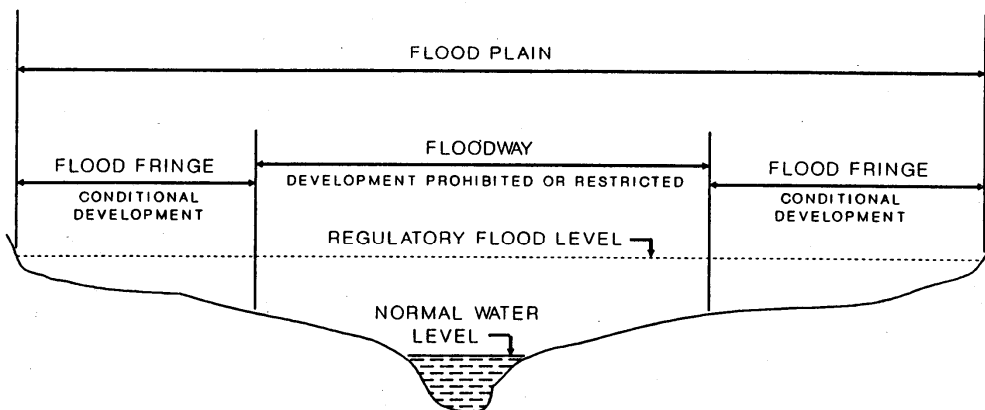 FLOOD PLAIN
FLOOD FRINGE
CONDITIONAL
DEVELOPMENT
FLOODWAY
DEVELOPMENT PROHIBITED OR RESTRICTED
FLOOD FRINGE
CONDITIONAL
DEVELOPMENT
REGULATORY FLOOD LEVEL
NORMAL WATER
LEVEL